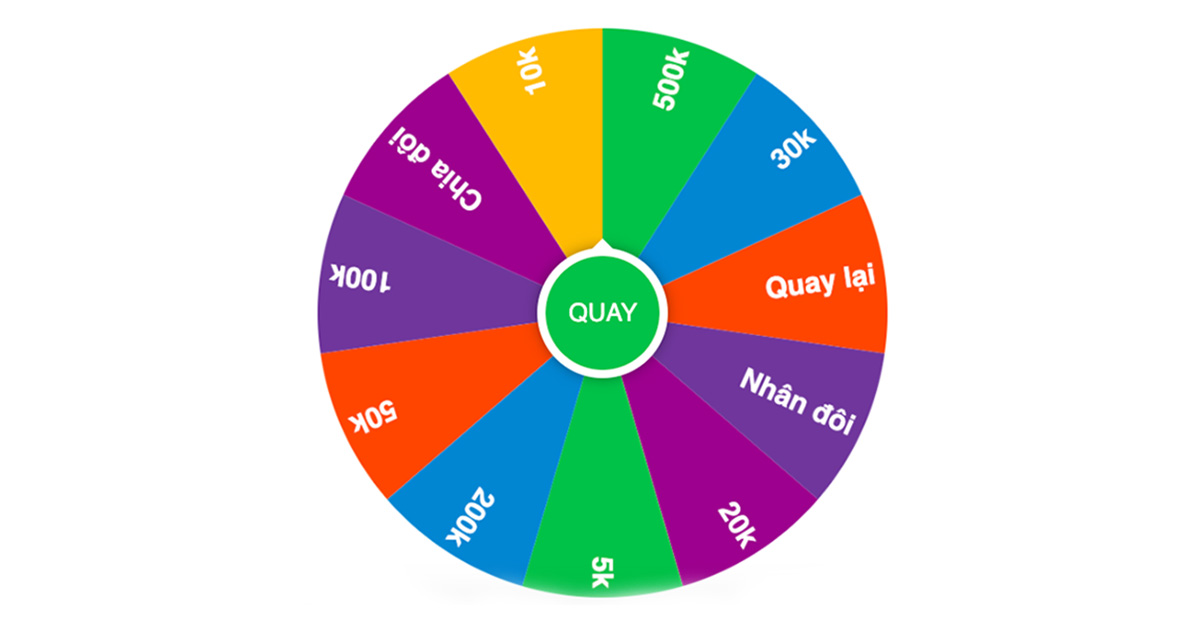 500k
30k
Quay lại
Nhân đôi
20k
5k
200k
50k
100k
Chia đôi
10k
QUAY